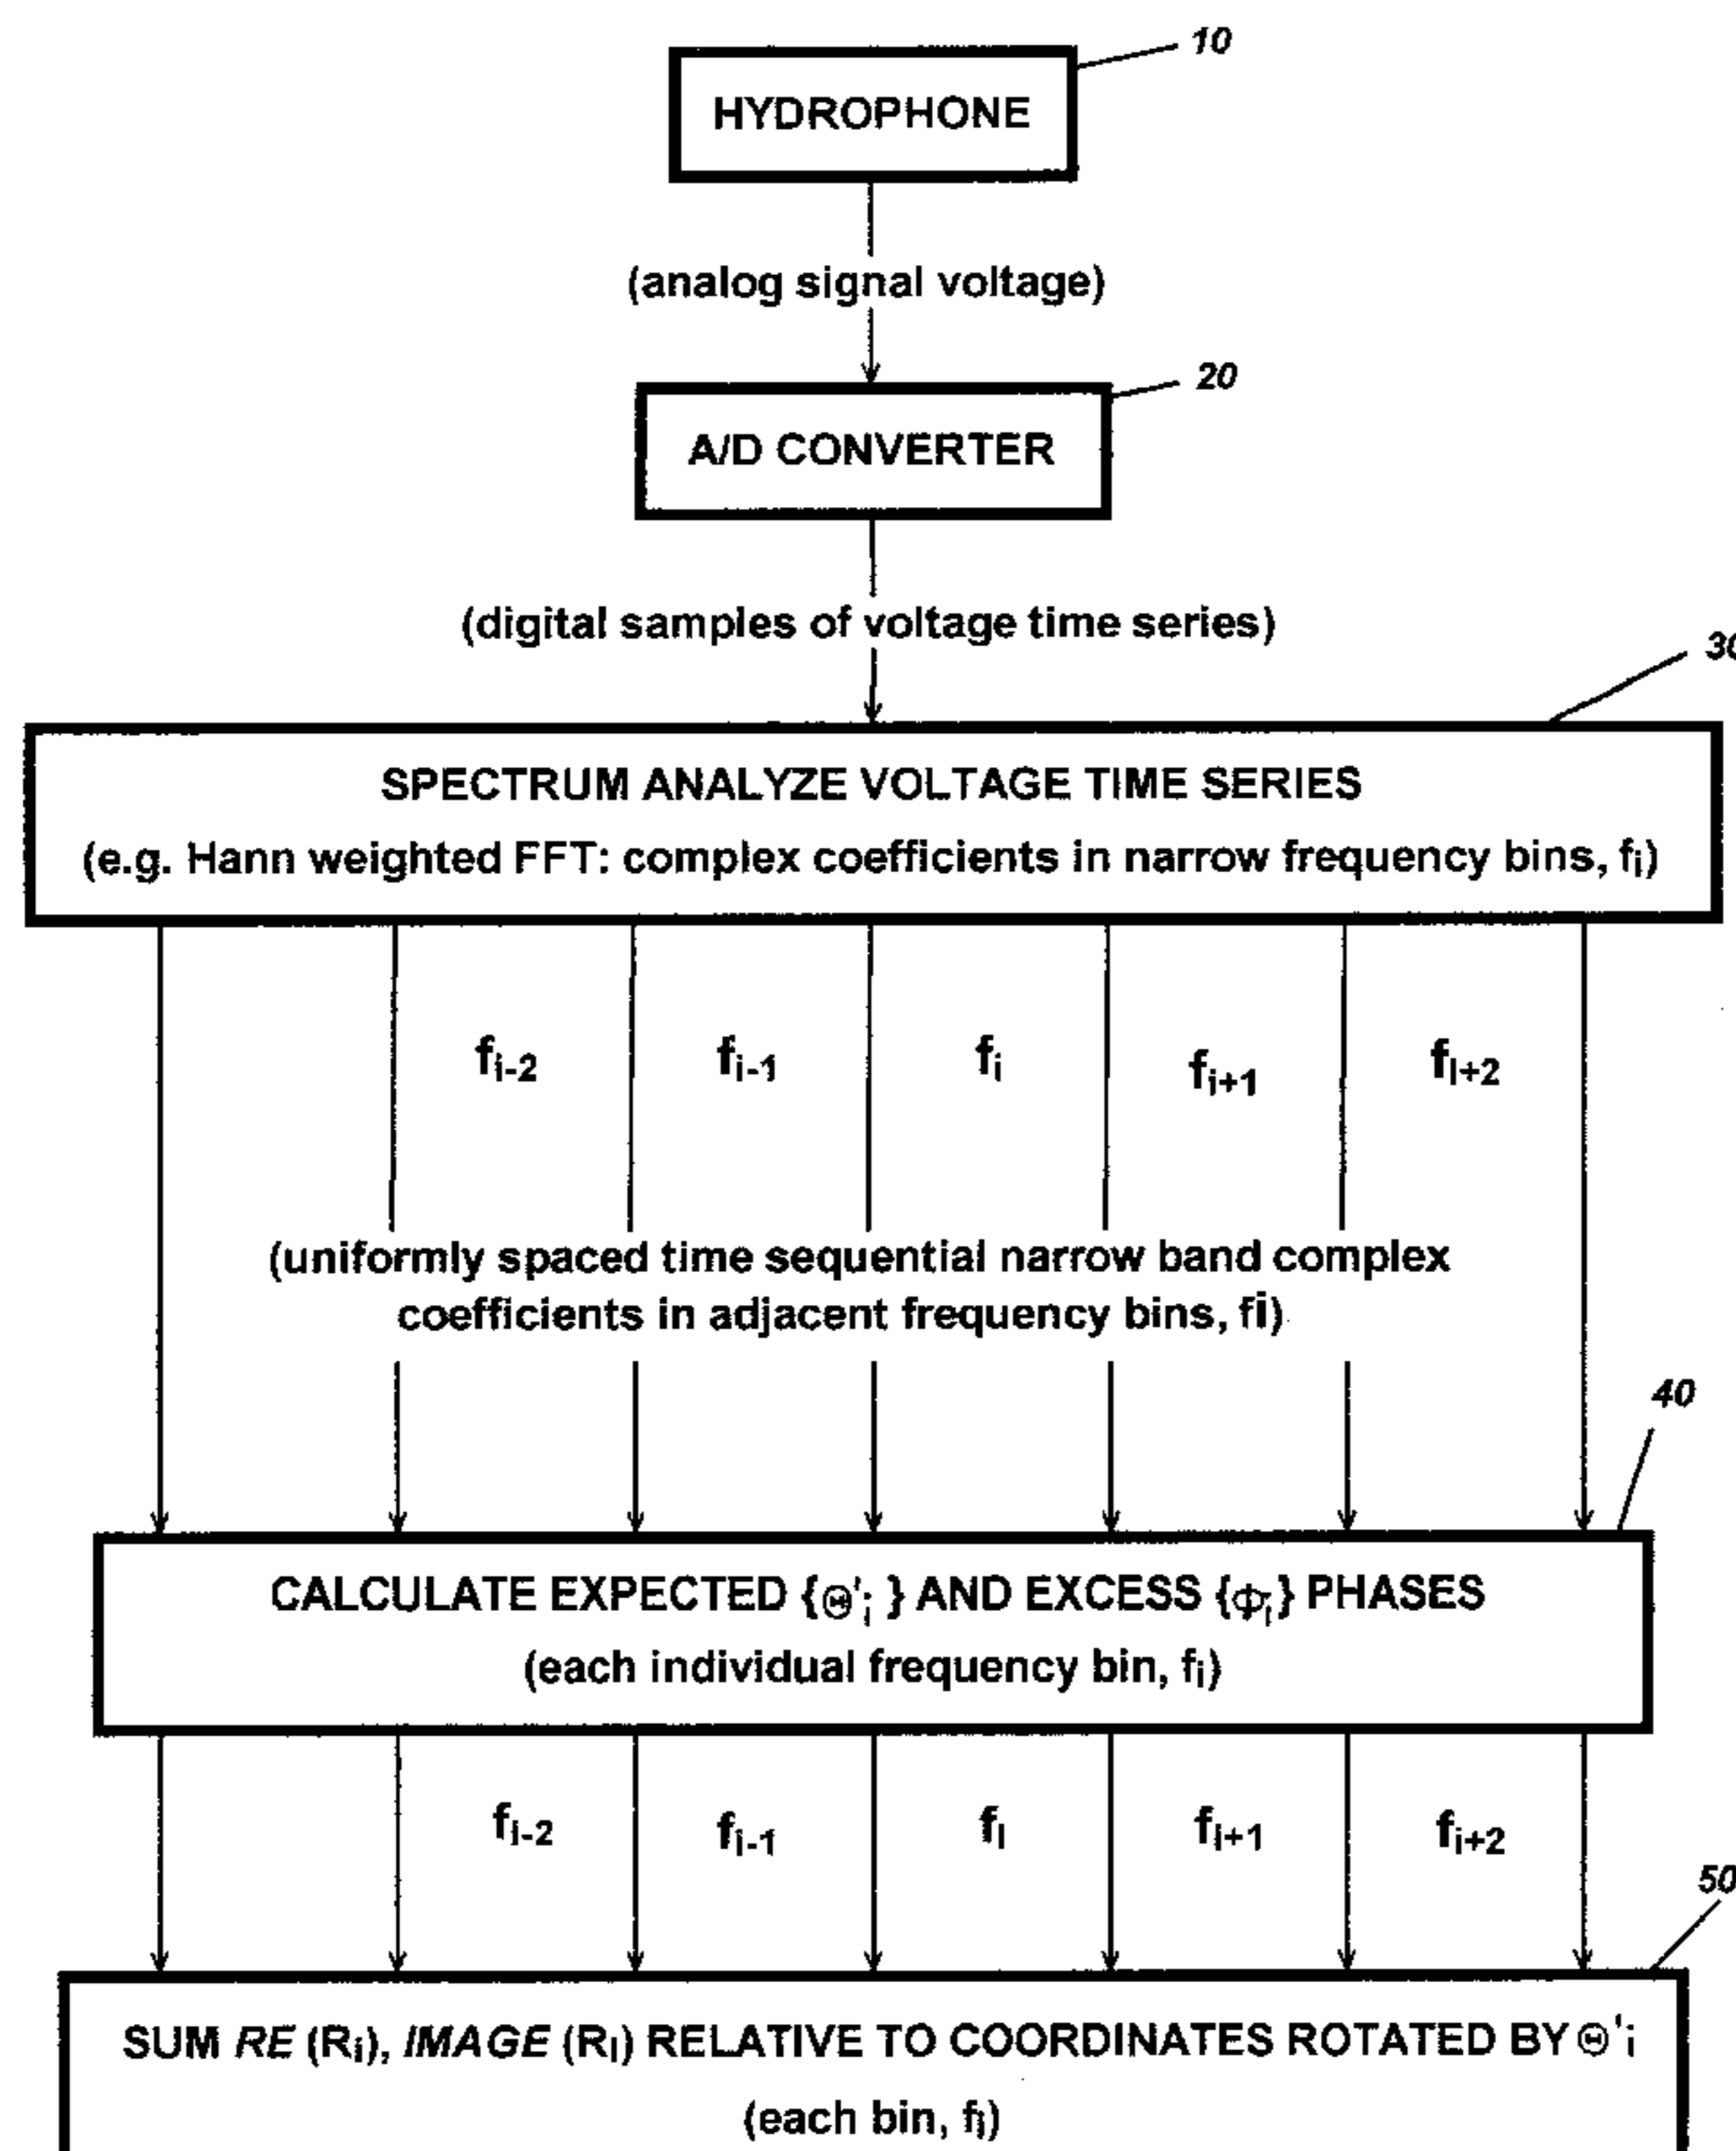 10
HYDROPHONE
(analog signal voltage)
20
A/D CONVERTER
(digital samples of voltage time series)
30
SPECTRUM ANALYZE VOLTAGE TIME SERIES
(e.g. Hann weighted FFT: complex coefficients in narrow frequency bins, fi)
fi-2 fi-1 fi fi+1 fi+2
(uniformly spaced time sequential narrow band complex
coefficients in adjacent frequency bins, fi)
40
CALCULATE EXPECTED {Θ'i } AND EXCESS {Φi} PHASES
(each individual frequency bin, fi)
fi-2 fi-1 fi fi+1 fi+2
50
SUM RE (Ri), IMAGE (Ri) RELATIVE TO COORDINATES ROTATED BY Θ'i
(each bin, fi)